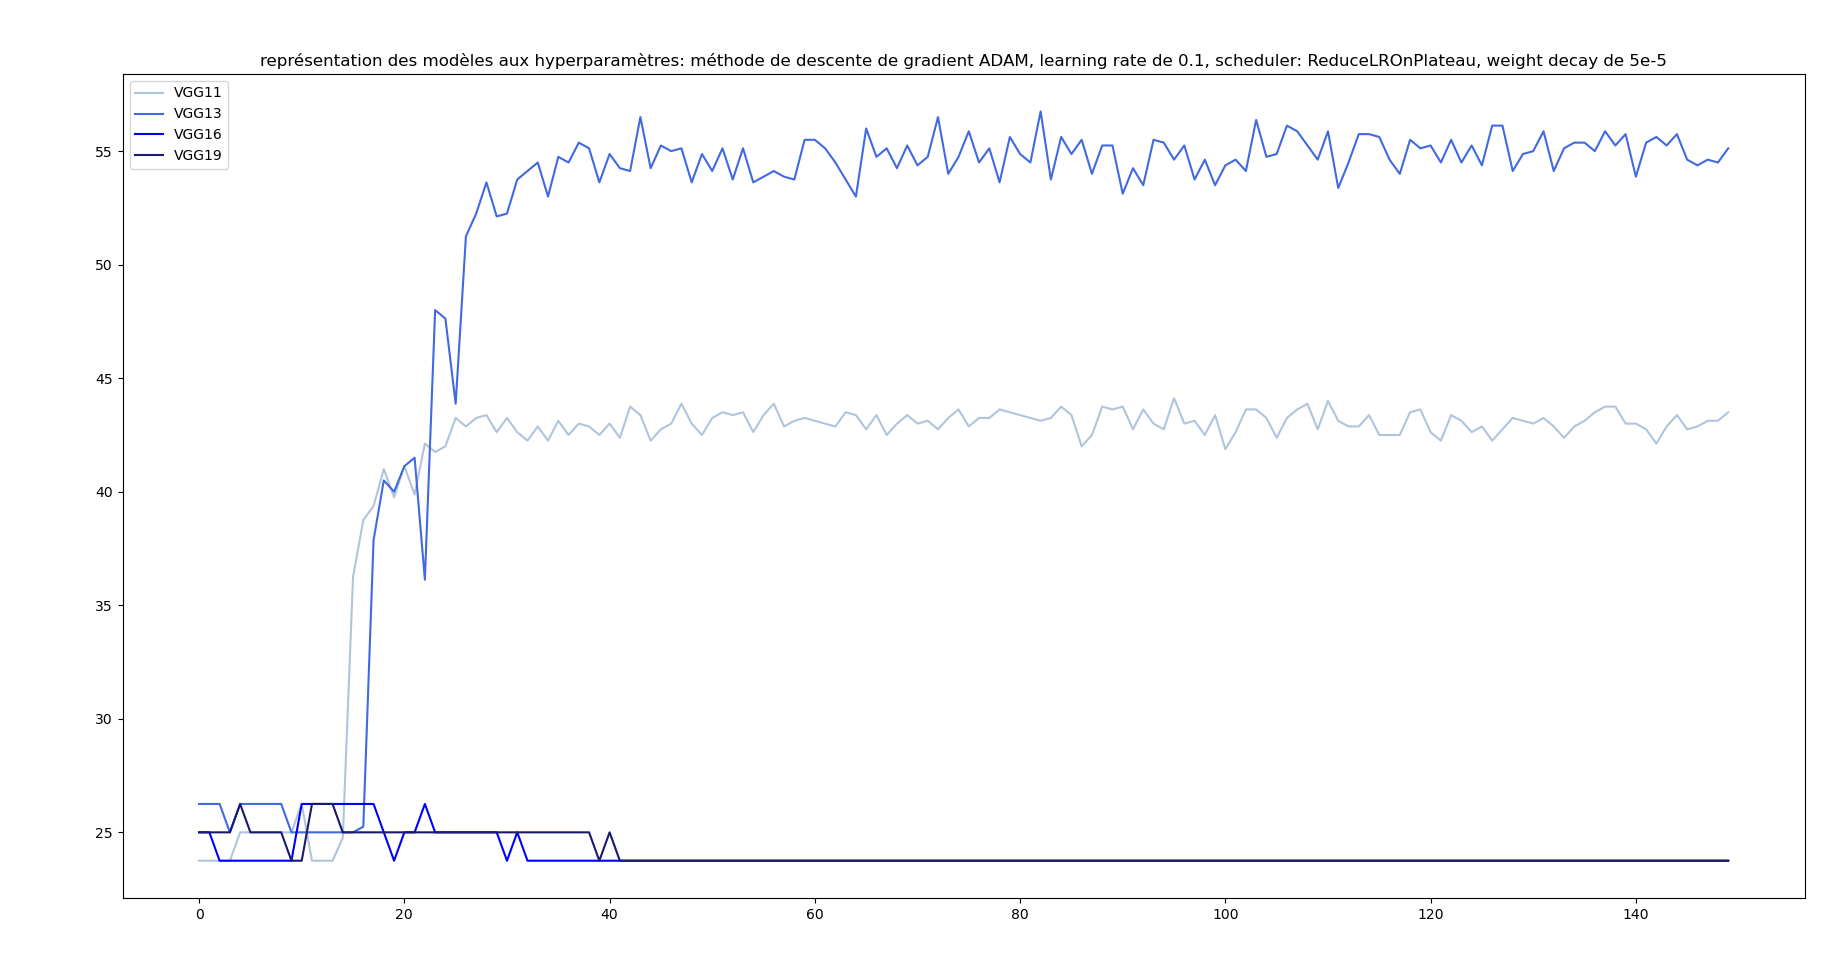 représentation des modèles aux hyperparamètres: méthode de descente de gradient ADAM, learning rate de 0.1, scheduler: ReduceLROnPlateau, weight decay de 5e-5
VGG11
VGG13
VGG16
VGG19
55
50
45
40
35
30
25
0 20 40 60 80 100 120 140